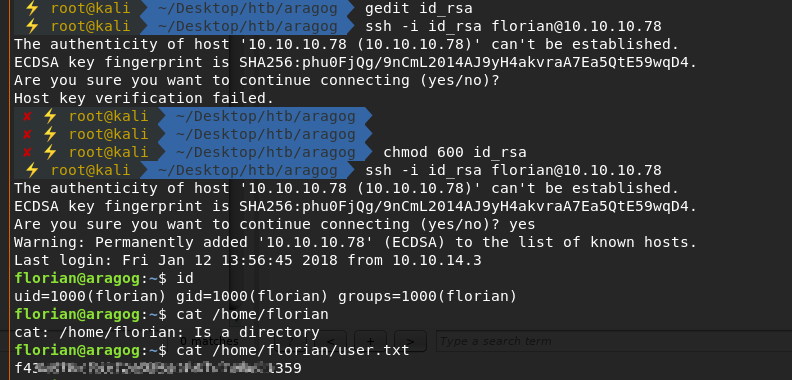 ⚡ root@kali ~/Desktop/htb/aragog gedit id_rsa
⚡ root@kali ~/Desktop/htb/aragog ssh -i id_rsa florian@10.10.10.78
The authenticity of host '10.10.10.78 (10.10.10.78)' can't be established.
ECDSA key fingerprint is SHA256:phu0FjQg/9nCmL2014AJ9yH4akvraA7Ea5QtE59wqD4.
Are you sure you want to continue connecting (yes/no)?
Host key verification failed.
✘ ⚡ root@kali ~/Desktop/htb/aragog
✘ ⚡ root@kali ~/Desktop/htb/aragog
✘ ⚡ root@kali ~/Desktop/htb/aragog chmod 600 id_rsa
⚡ root@kali ~/Desktop/htb/aragog ssh -i id_rsa florian@10.10.10.78
The authenticity of host '10.10.10.78 (10.10.10.78)' can't be established.
ECDSA key fingerprint is SHA256:phu0FjQg/9nCmL2014AJ9yH4akvraA7Ea5QtE59wqD4.
Are you sure you want to continue connecting (yes/no)? yes
Warning: Permanently added '10.10.10.78' (ECDSA) to the list of known hosts.
Last login: Fri Jan 12 13:56:45 2018 from 10.10.14.3
florian@aragog:~$ id
uid=1000(florian) gid=1000(florian) groups=1000(florian)
florian@aragog:~$ cat /home/florian
cat: /home/florian: Is a directory
0 matches < + > Type a search term
florian@aragog:~$ cat /home/florian/user.txt